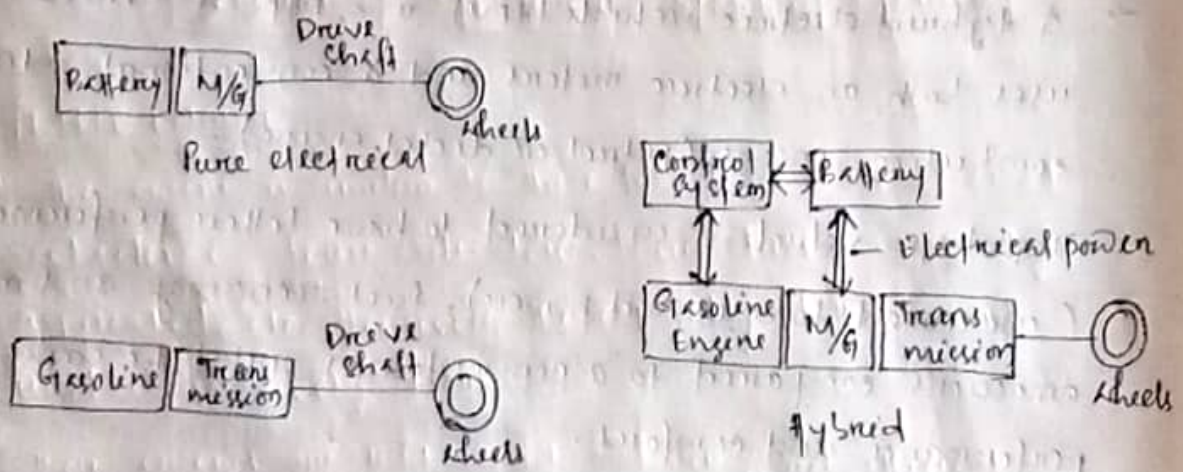 Drive
shaft
Battery
M/G
wheels
Pure electrical
Control
System
Battery
Electrical power
Gasoline
Engine
M/G
Trans
mission
wheels
Hybrid
Drive
shaft
Gasoline
Trans
mession
wheels